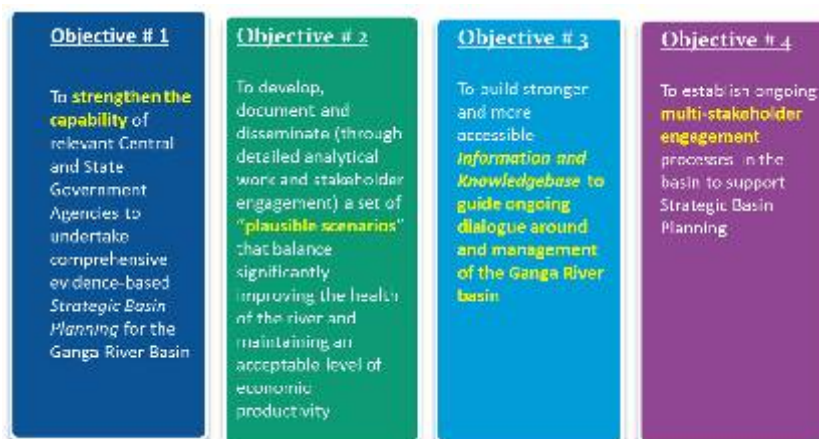 Objective # 1
To strengthen the
capability of
relevant Central
and State
Government
Agencies to
undertake
comprehensive
evidence-based
Strategic Basin
Planning for the
Ganga River Basin
Objective # 2
To develop,
document and
disseminate (through
detailed analytical
work and stakeholder
engagement) a set of
"plausible scenarios"
that balance
significantly
improving the health
of the river and
maintaining an
acceptable level of
economic
productivity
Objective # 3
To build stronger
and more
accessible
Information and
Knowledgebase to
guide ongoing
dialogue around
and management
of the Ganga River
basin
Objective # 4
To establish ongoing
multi-stakeholder
engagement
processes in the
basin to support
Strategic Basin
Planning